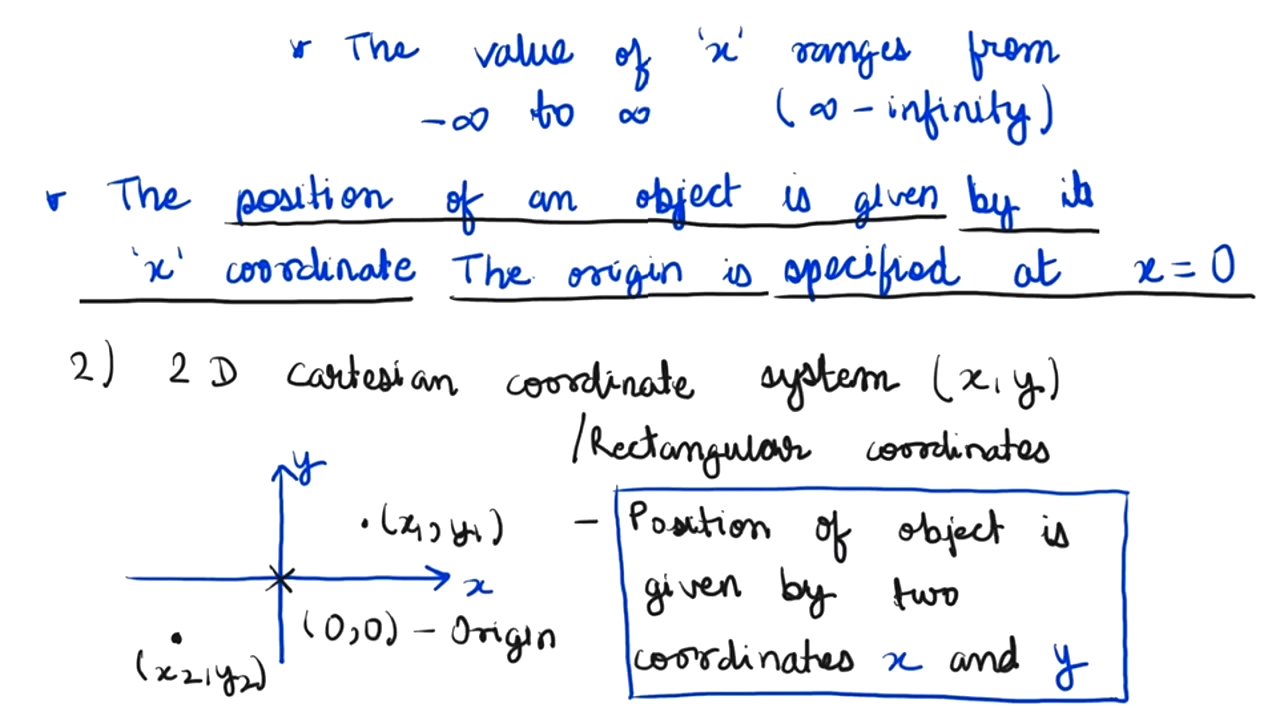 * The value of 'x' ranges from
-∞ to ∞ (∞ - infinity)
* The position of an object is given by its
'x' coordinate The origin is specified at x = 0
2) 2 D cartesian coordinate system (x, y)
/Rectangular coordinates
y
.(x₁, y₁)
x
(0,0) - Origin
(x₂, y₂)
- Position of object is
given by two
coordinates x and y